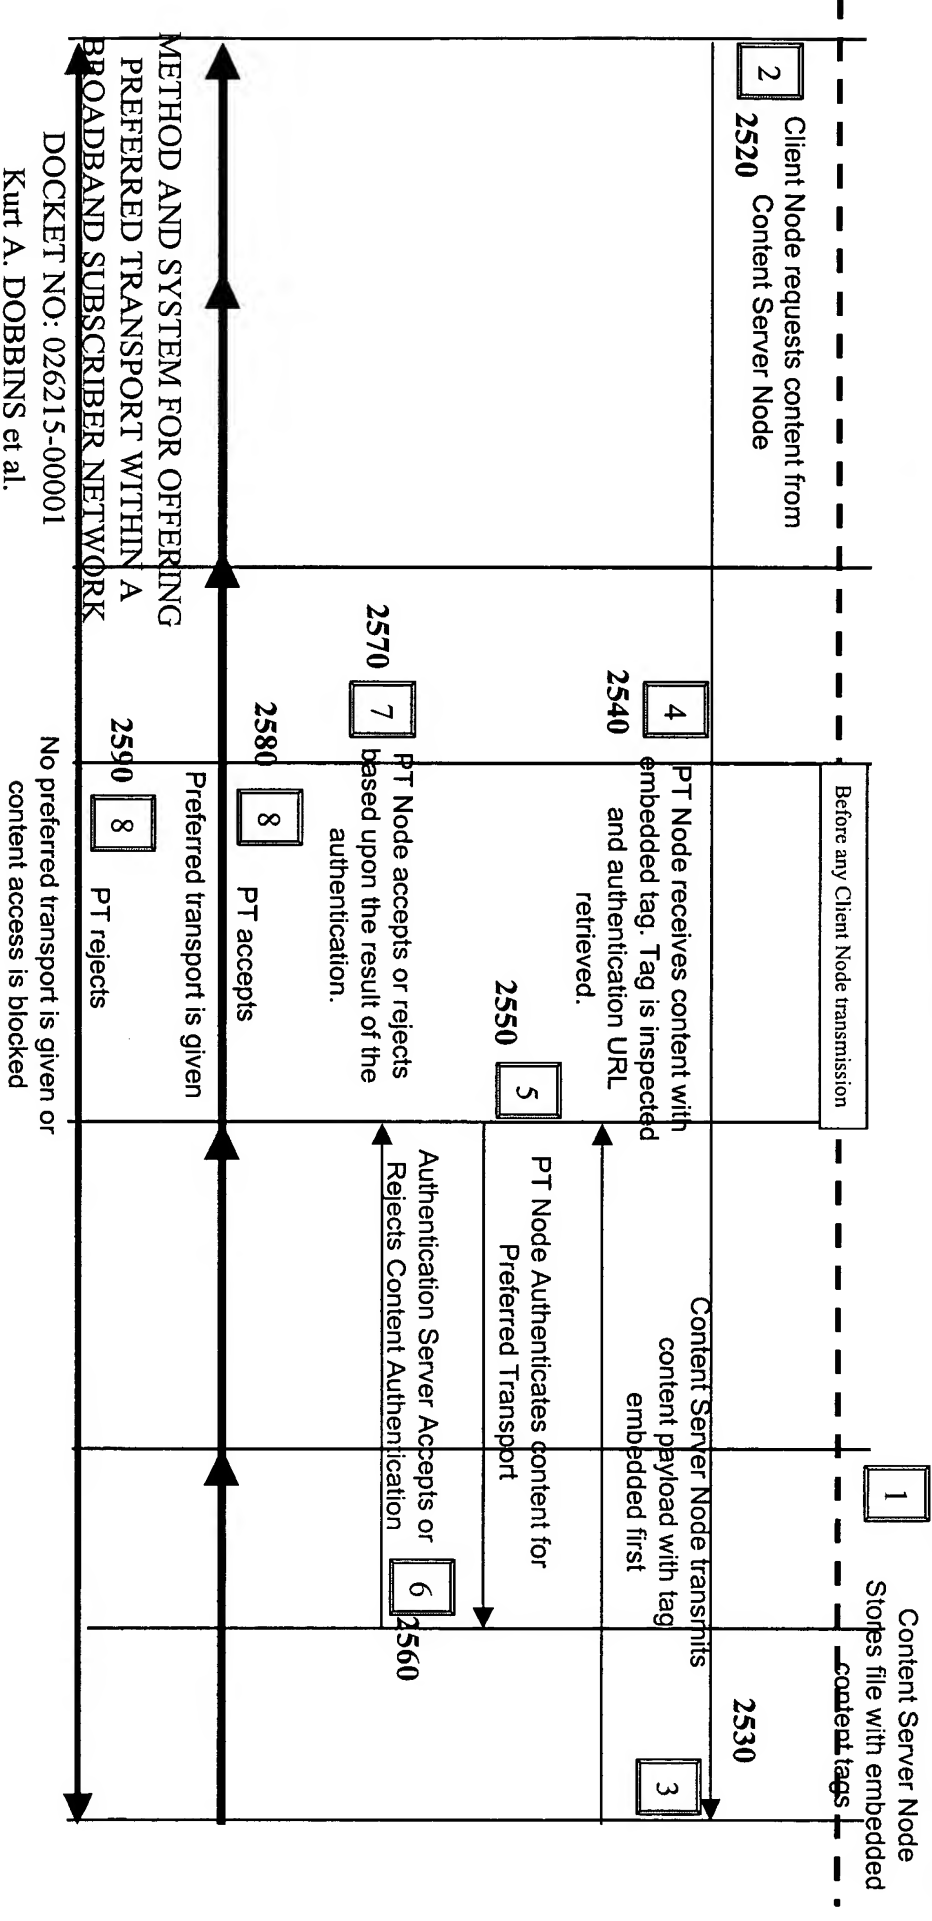 1
Content Server Node
Stores file with embedded
content tags
Before any Client Node transmission
2
Client Node requests content from
2520
Content Server Node
2530
3
Content Server Node transmits
content payload with tag
embedded first
4
2540
PT Node receives content with
embedded tag. Tag is inspected
and authentication URL
retrieved.
2550
5
PT Node Authenticates content for
Preferred Transport
Authentication Server Accepts or
Rejects Content Authentication
6
2560
2570
7
PT Node accepts or rejects
based upon the result of the
authentication.
2580
8
PT accepts
Preferred transport is given
2590
8
PT rejects
No preferred transport is given or
content access is blocked
METHOD AND SYSTEM FOR OFFERING
PREFERRED TRANSPORT WITHIN A
BROADBAND SUBSCRIBER NETWORK
DOCKET NO: 026215-00001
Kurt A. DOBBINS et al.